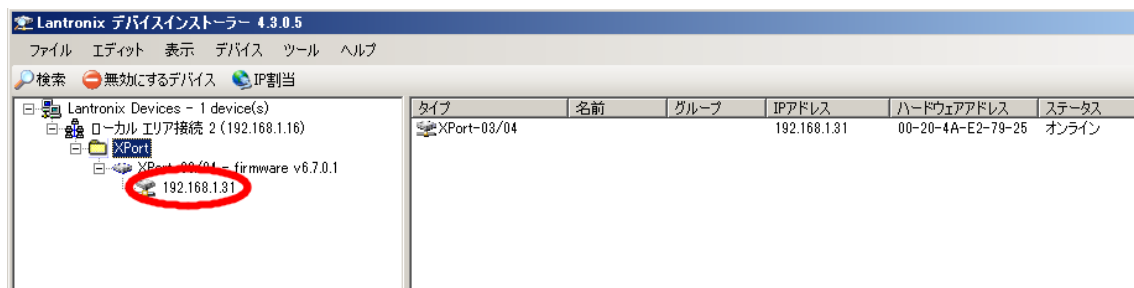 Lantronix デバイスインストーラー 4.3.0.5
ファイル エディット 表示 デバイス ツール ヘルプ
検索 無効にするデバイス IP割当
Lantronix Devices - 1 device(s)
ローカル エリア接続 2 (192.168.1.16)
XPort
XPort-03/04 - firmware v6.7.0.1
192.168.1.31
タイプ 名前 グループ IPアドレス ハードウェアアドレス ステータス
XPort-03/04 192.168.1.31 00-20-4A-E2-79-25 オンライン